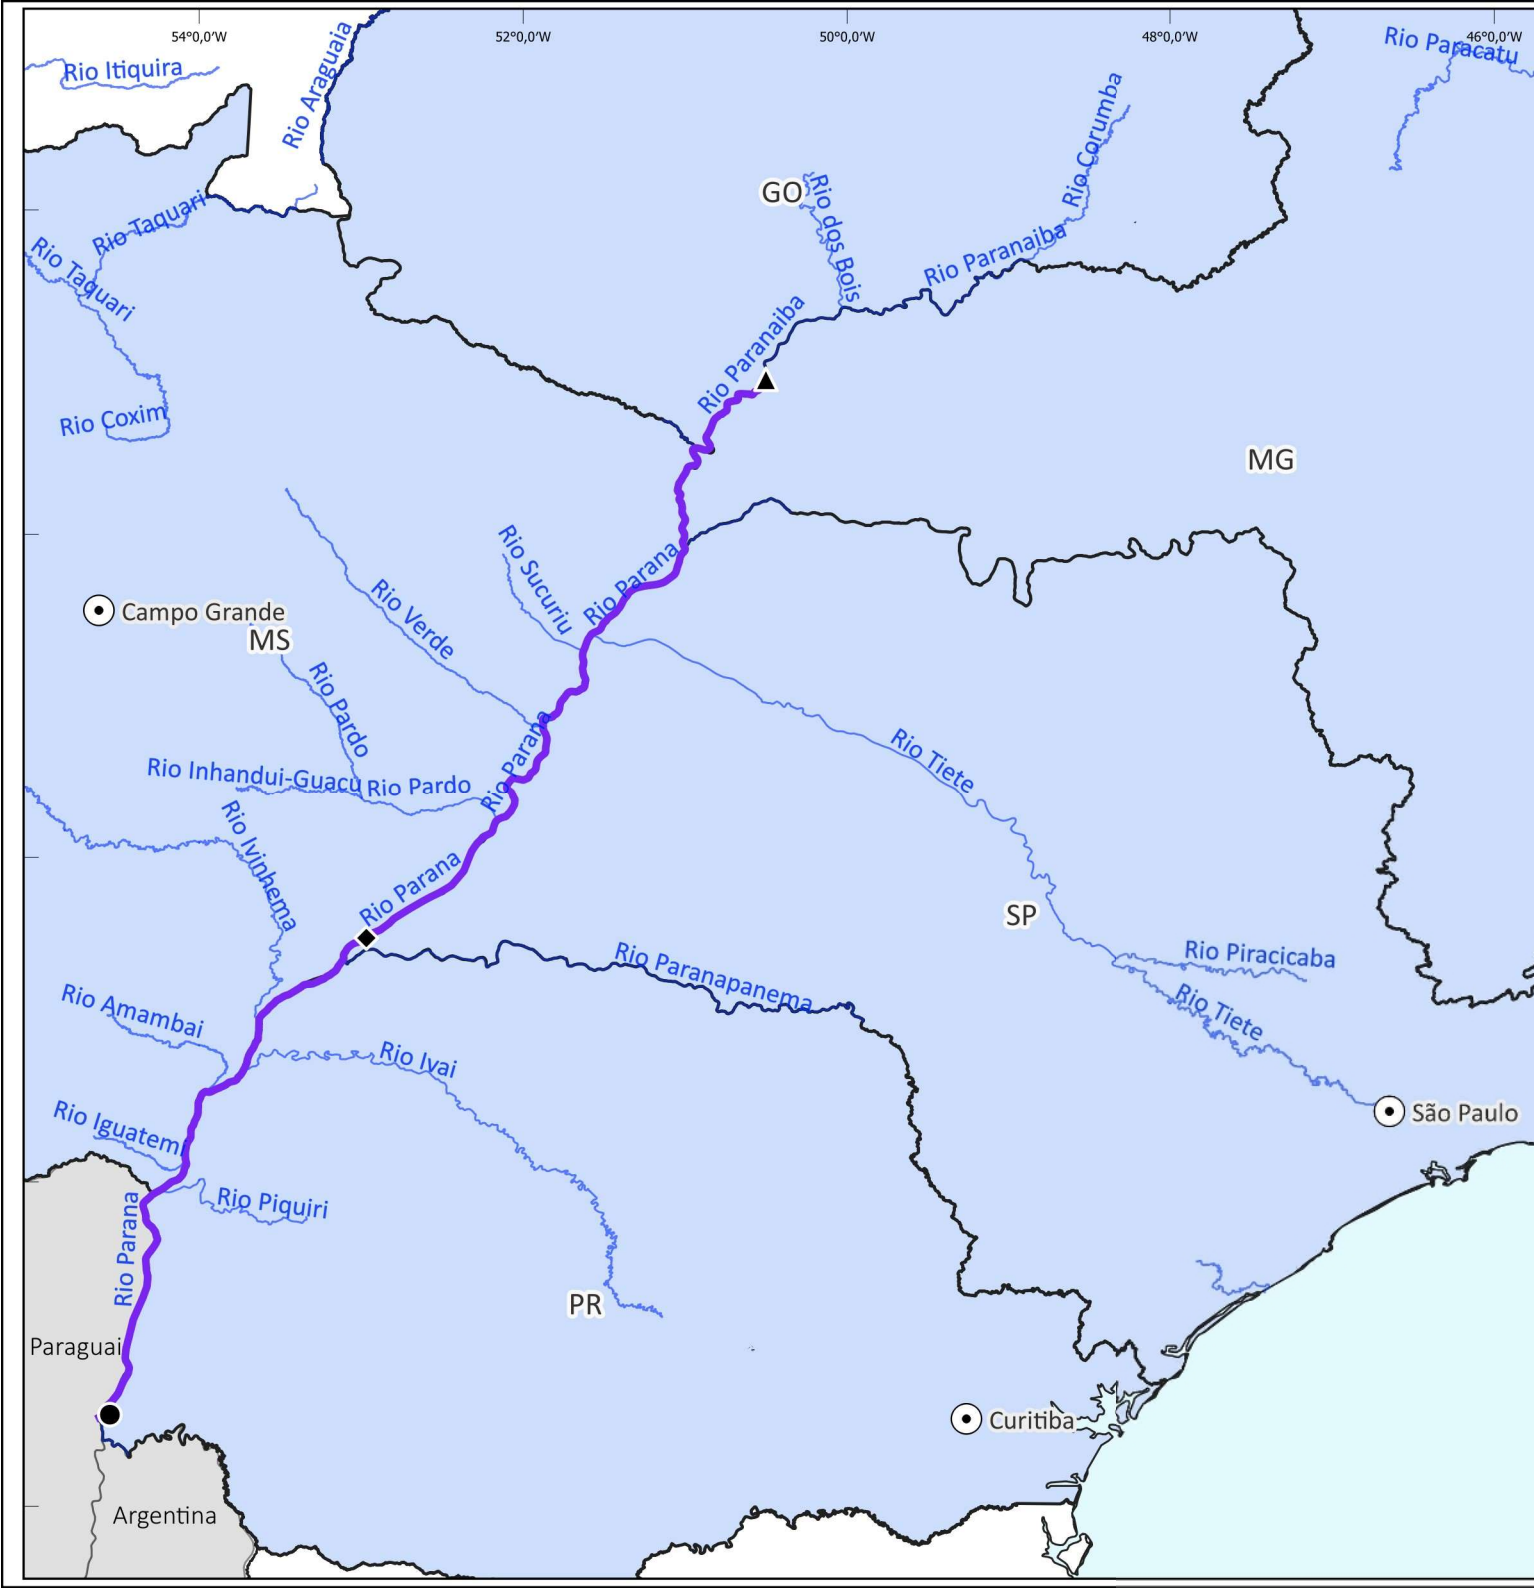 54°0,0'W
52°0,0'W
50°0,0'W
48°0,0'W
46°0,0'W
Rio Itiquira
Rio Araguaia
Rio Paracatu
Rio Corumba
GO
Rio dos Bois
Rio Taquari
Rio Taquari
Rio Paranaiba
Rio Paranaiba
Rio Coxim
MG
Rio Sucuriu
Rio Parana
Campo Grande
MS
Rio Verde
Rio Pardo
Rio Tiete
Rio Parana
Rio Inhandui-Guacu
Rio Pardo
Rio Ivinhema
Rio Parana
SP
Rio Piracicaba
Rio Paranapanema
Rio Tiete
Rio Amambai
Rio Ivai
São Paulo
Rio Iguatemi
Rio Piquiri
Rio Parana
PR
Paraguai
Curitiba
Argentina